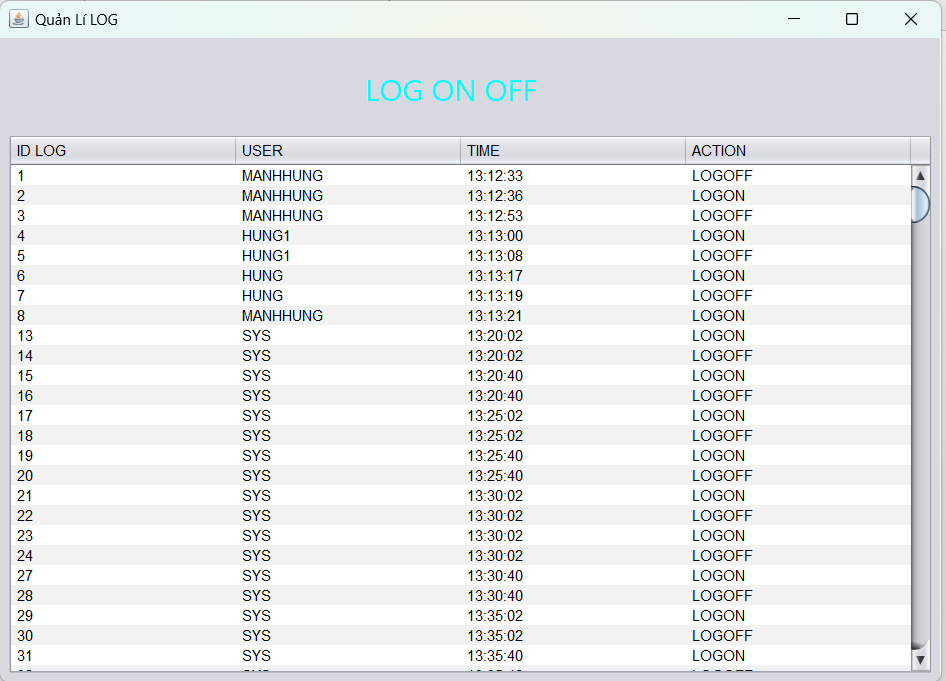 Quản Lí LOG
LOG ON OFF
ID LOG USER TIME ACTION
1 MANHHUNG 13:12:33 LOGOFF
2 MANHHUNG 13:12:36 LOGON
3 MANHHUNG 13:12:53 LOGOFF
4 HUNG1 13:13:00 LOGON
5 HUNG1 13:13:08 LOGOFF
6 HUNG 13:13:17 LOGON
7 HUNG 13:13:19 LOGOFF
8 MANHHUNG 13:13:21 LOGON
13 SYS 13:20:02 LOGON
14 SYS 13:20:02 LOGOFF
15 SYS 13:20:40 LOGON
16 SYS 13:20:40 LOGOFF
17 SYS 13:25:02 LOGON
18 SYS 13:25:02 LOGOFF
19 SYS 13:25:40 LOGON
20 SYS 13:25:40 LOGOFF
21 SYS 13:30:02 LOGON
22 SYS 13:30:02 LOGOFF
23 SYS 13:30:02 LOGON
24 SYS 13:30:02 LOGOFF
27 SYS 13:30:40 LOGON
28 SYS 13:30:40 LOGOFF
29 SYS 13:35:02 LOGON
30 SYS 13:35:02 LOGOFF
31 SYS 13:35:40 LOGON